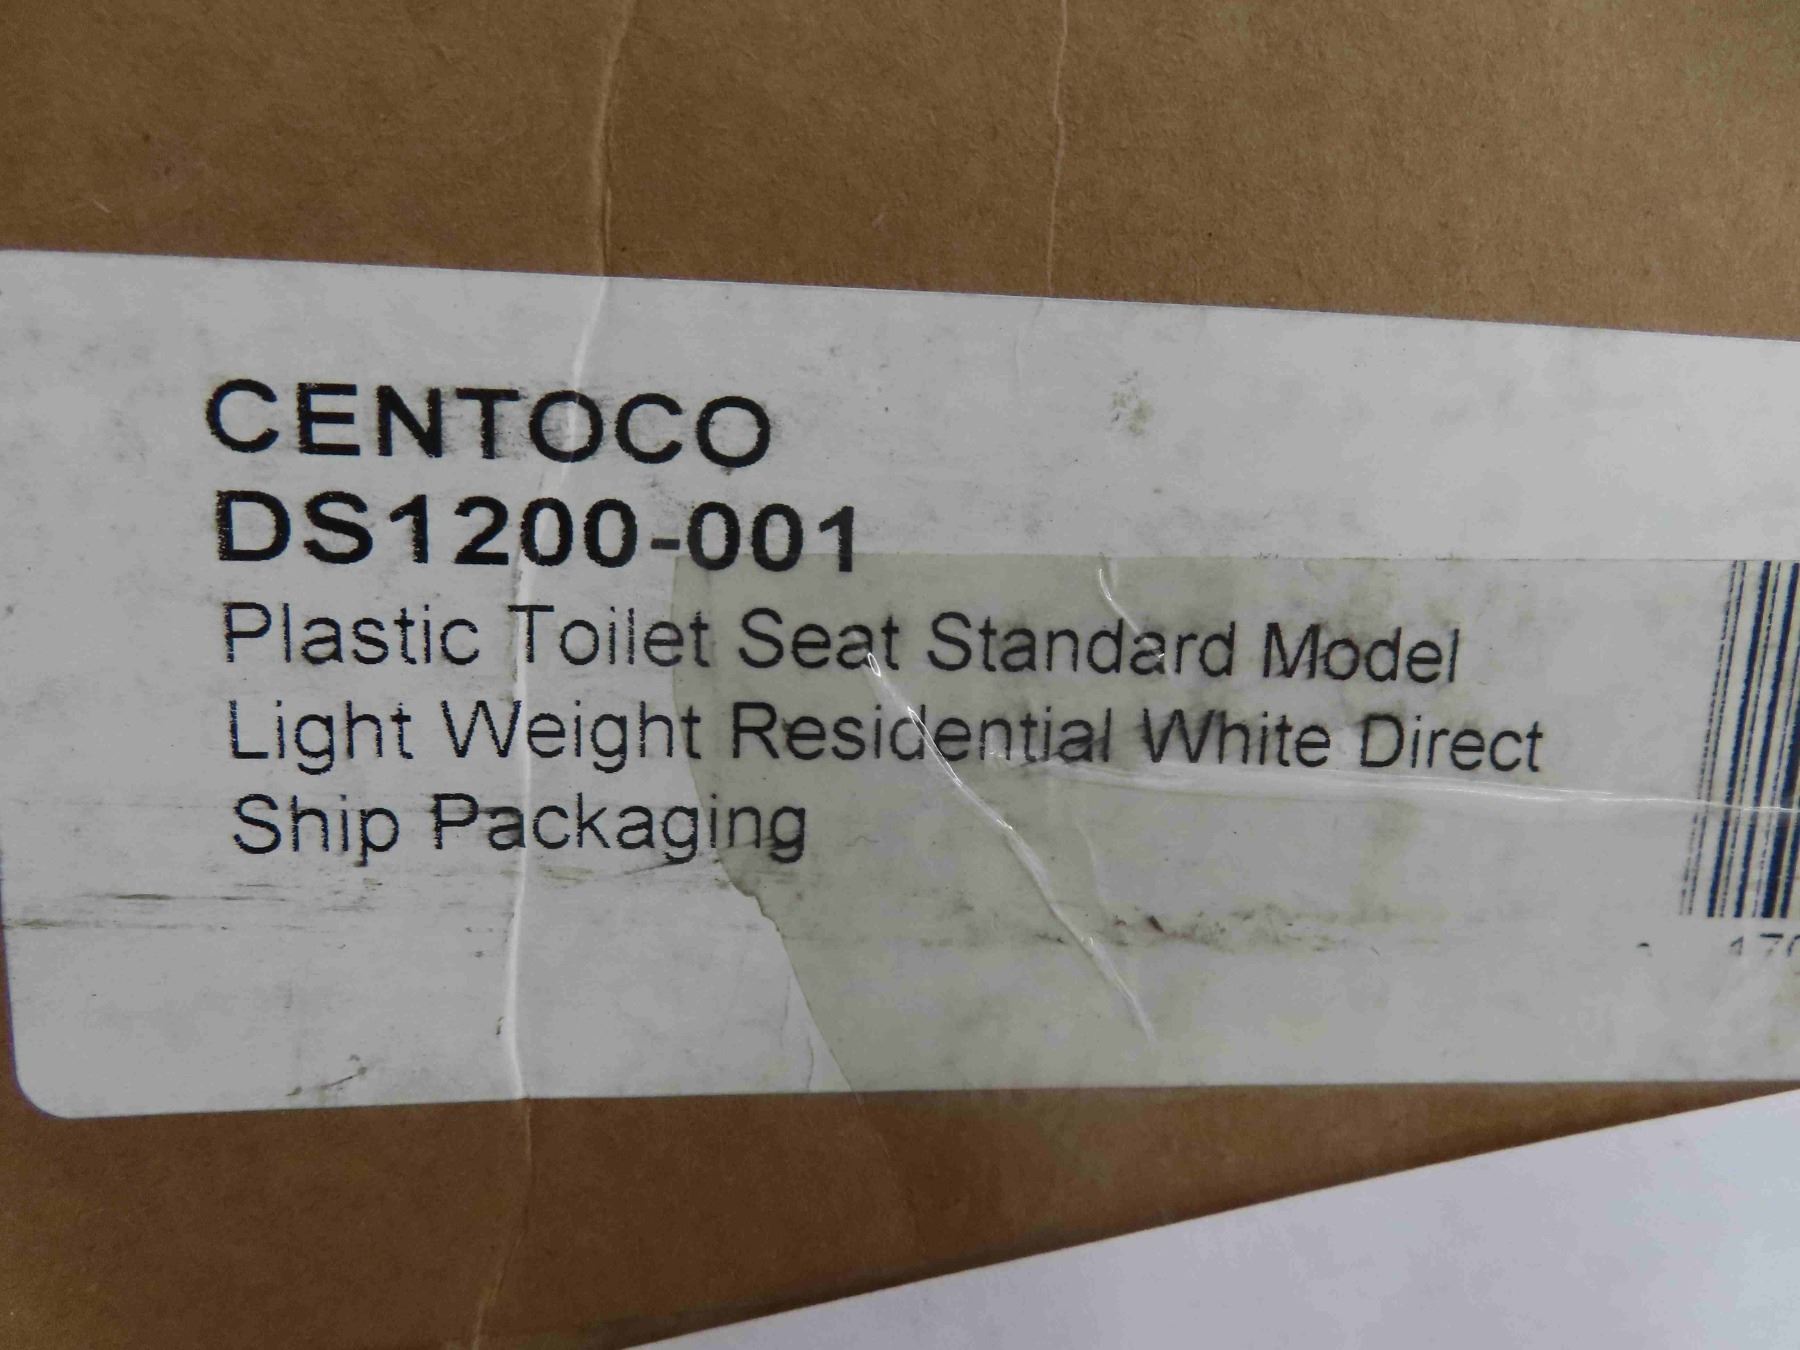 CENTOCO
DS1200-001
Plastic Toilet Seat Standard Model
Light Weight Residential White Direct
Ship Packaging